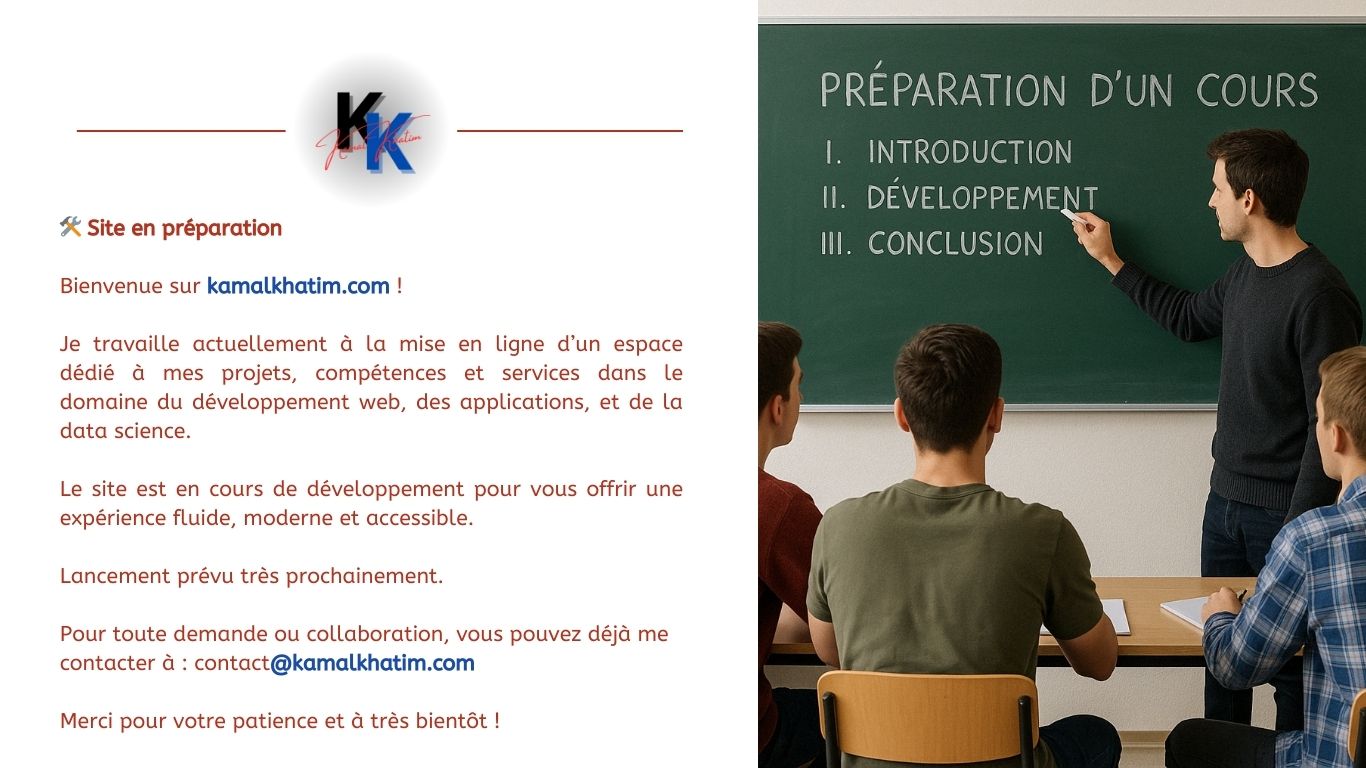 KK
Kamal Khatim
🛠 Site en préparation
Bienvenue sur kamalkhatim.com !
Je travaille actuellement à la mise en ligne d’un espace
dédié à mes projets, compétences et services dans le
domaine du développement web, des applications, et de la
data science.
Le site est en cours de développement pour vous offrir une
expérience fluide, moderne et accessible.
Lancement prévu très prochainement.
Pour toute demande ou collaboration, vous pouvez déjà me
contacter à : contact@kamalkhatim.com
Merci pour votre patience et à très bientôt !
PRÉPARATION D’UN COURS
I. INTRODUCTION
II. DÉVELOPPEMENT
III. CONCLUSION